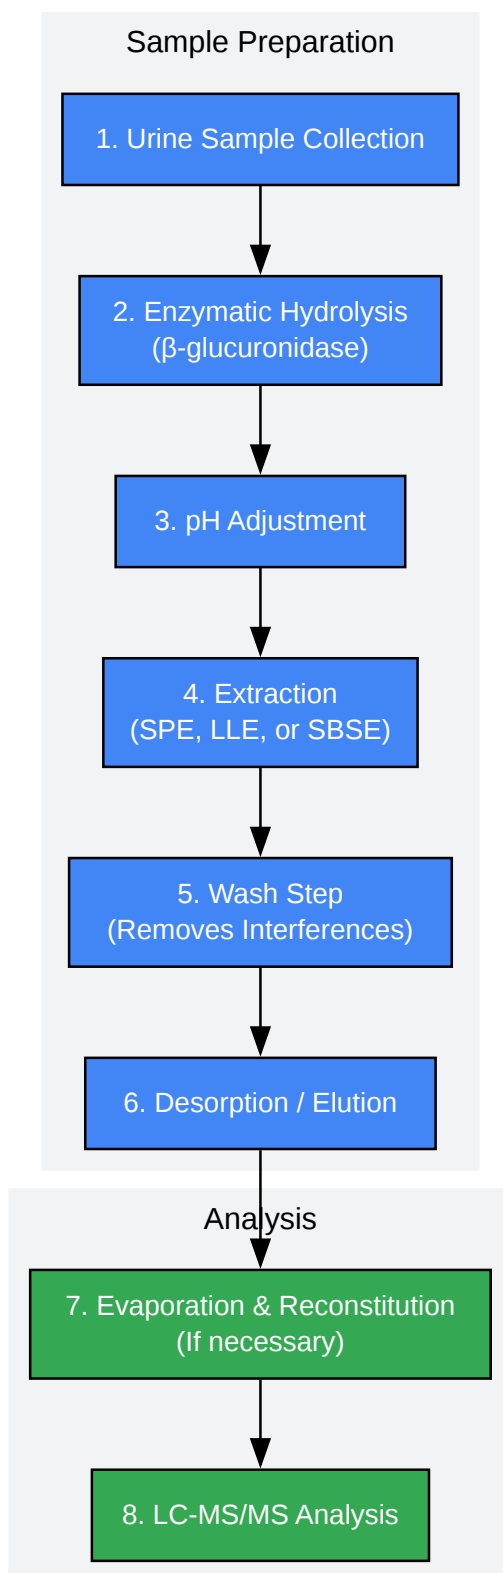 Sample Preparation
1. Urine Sample Collection
2. Enzymatic Hydrolysis
(β-glucuronidase)
3. pH Adjustment
4. Extraction
(SPE, LLE, or SBSE)
5. Wash Step
(Removes Interferences)
6. Desorption / Elution
Analysis
7. Evaporation & Reconstitution
(If necessary)
8. LC-MS/MS Analysis